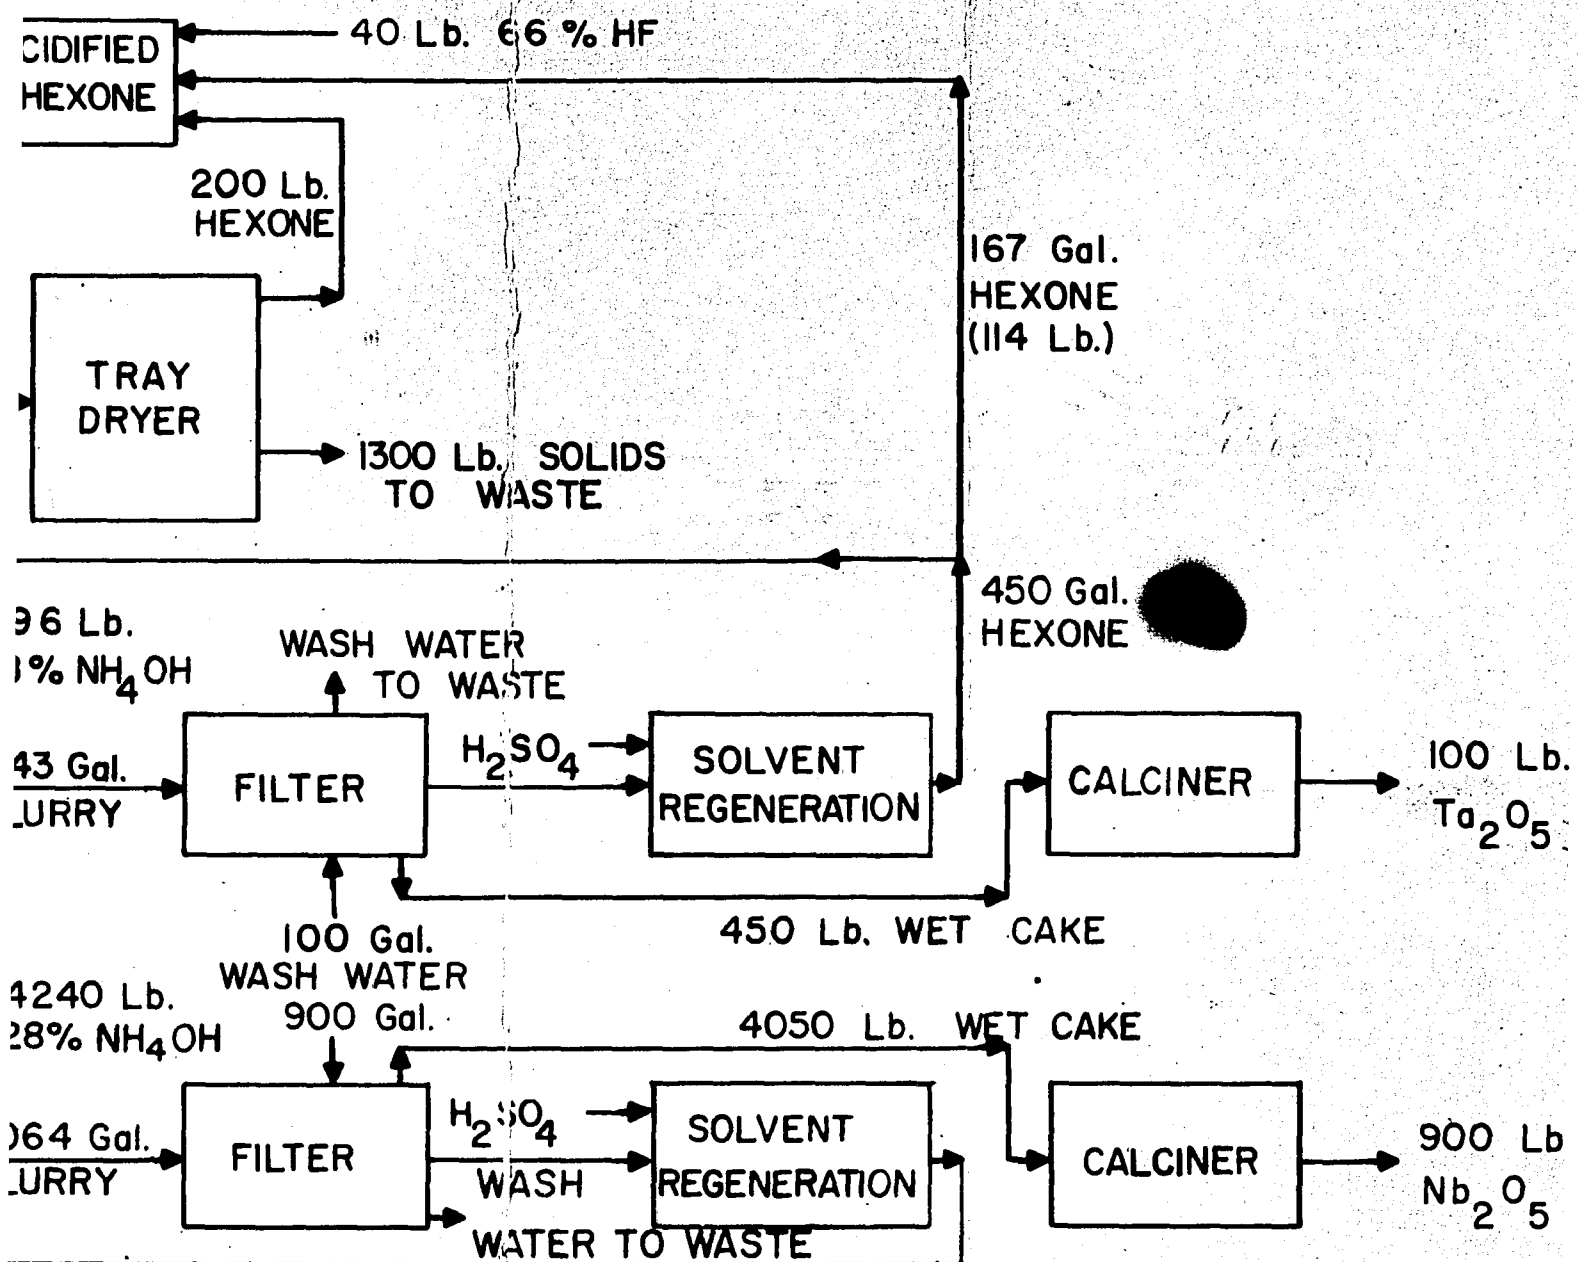 CIDIFIED
HEXONE
40 Lb. 66 % HF
200 Lb.
HEXONE
167 Gal.
HEXONE
(114 Lb.)
TRAY
DRYER
1300 Lb. SOLIDS
TO WASTE
450 Gal.
HEXONE
96 Lb.
% NH4OH
WASH WATER
TO WASTE
43 Gal.
LURRY
FILTER
H2SO4
SOLVENT
REGENERATION
CALCINER
100 Lb.
Ta2O5
450 Lb. WET CAKE
100 Gal.
WASH WATER
900 Gal.
4240 Lb.
28% NH4OH
4050 Lb. WET CAKE
064 Gal.
LURRY
FILTER
H2SO4
WASH
WATER TO WASTE
SOLVENT
REGENERATION
CALCINER
900 Lb
Nb2O5